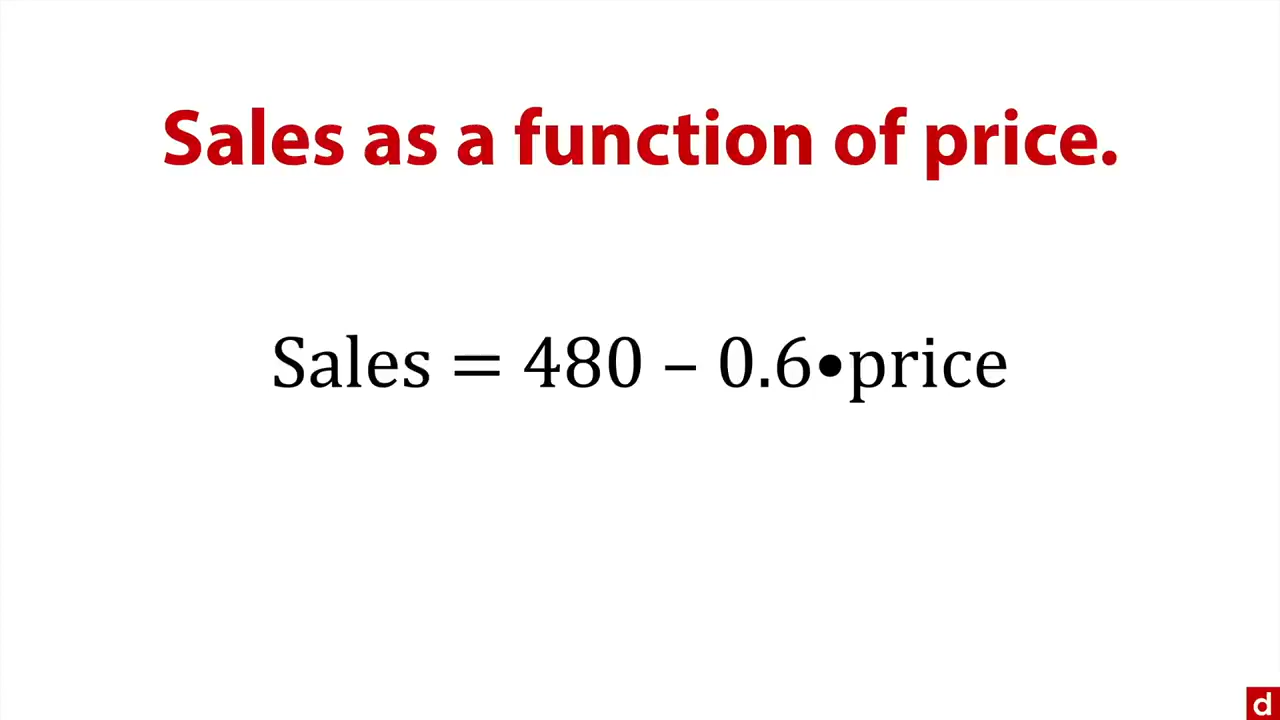 Sales as a function of price.
Sales = 480 – 0.6•price
d